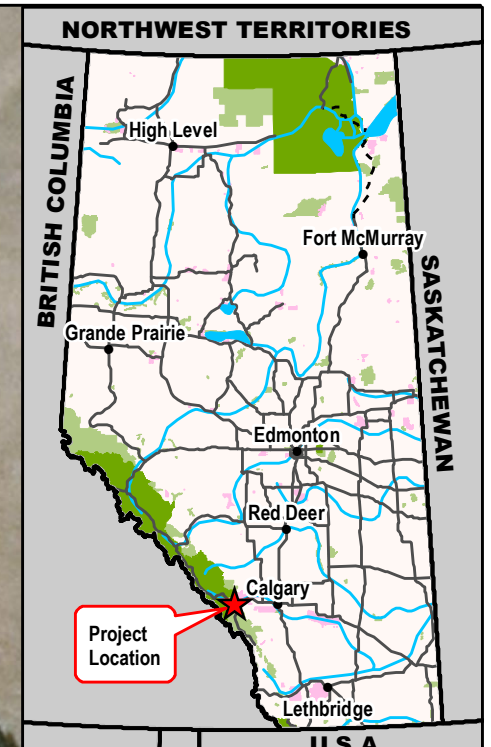 NORTHWEST TERRITORIES
BRITISH COLUMBIA
High Level
Fort McMurray
SASKATCHEWAN
Grande Prairie
Edmonton
Red Deer
Calgary
Project
Location
Lethbridge
U.S.A